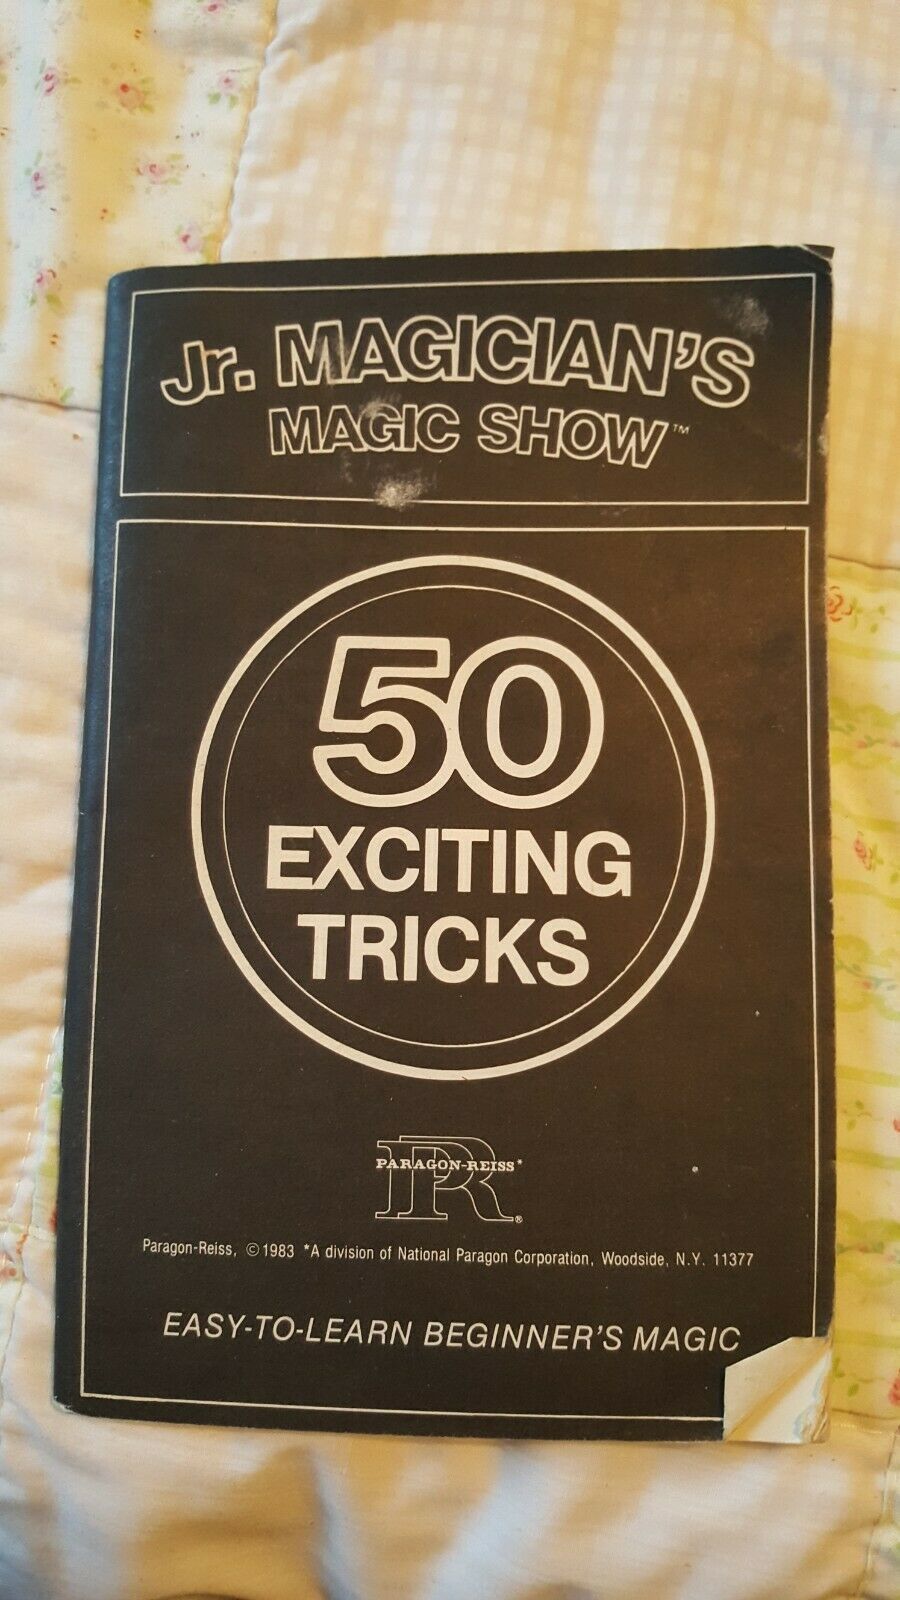 Jr. MAGICIAN'S
MAGIC SHOW™
50
EXCITING
TRICKS
PARAGON-REISS*
PR®
Paragon-Reiss, ©1983 *A division of National Paragon Corporation, Woodside, N.Y. 11377
EASY-TO-LEARN BEGINNER'S MAGIC